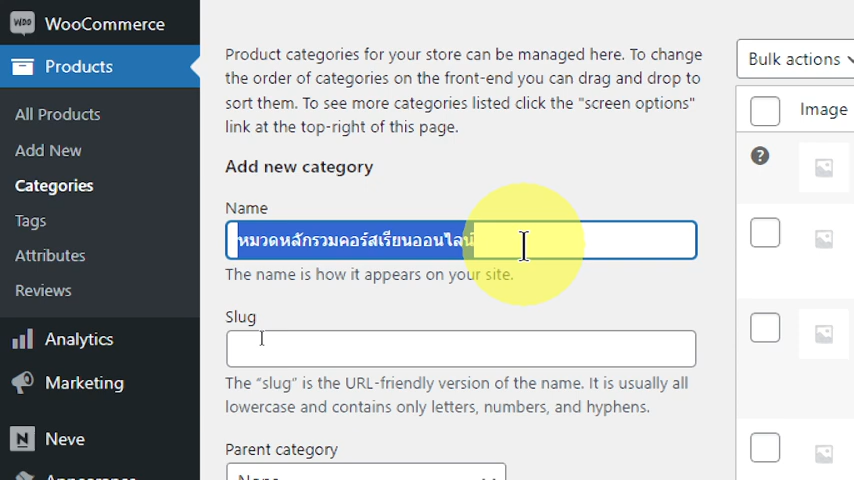 WOO WooCommerce
Products
All Products
Add New
Categories
Tags
Attributes
Reviews
Analytics
Marketing
N Neve
Appearance
Product categories for your store can be managed here. To change
the order of categories on the front-end you can drag and drop to
sort them. To see more categories listed click the "screen options"
link at the top-right of this page.
Add new category
Name
หมวดหลักรวมคอร์สเรียนออนไลน์
The name is how it appears on your site.
Slug
The “slug” is the URL-friendly version of the name. It is usually all
lowercase and contains only letters, numbers, and hyphens.
Parent category
None
Bulk actions
Image
?